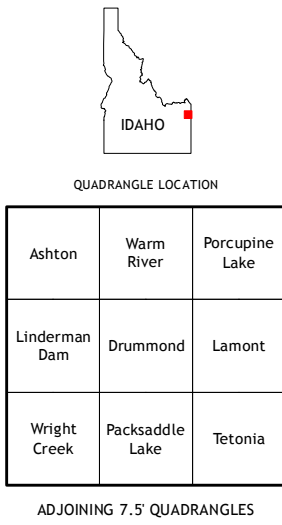 IDAHO
QUADRANGLE LOCATION
Ashton
Warm
River
Porcupine
Lake
Linderman
Dam
Drummond
Lamont
Wright
Creek
Packsaddle
Lake
Tetonia
ADJOINING 7.5' QUADRANGLES